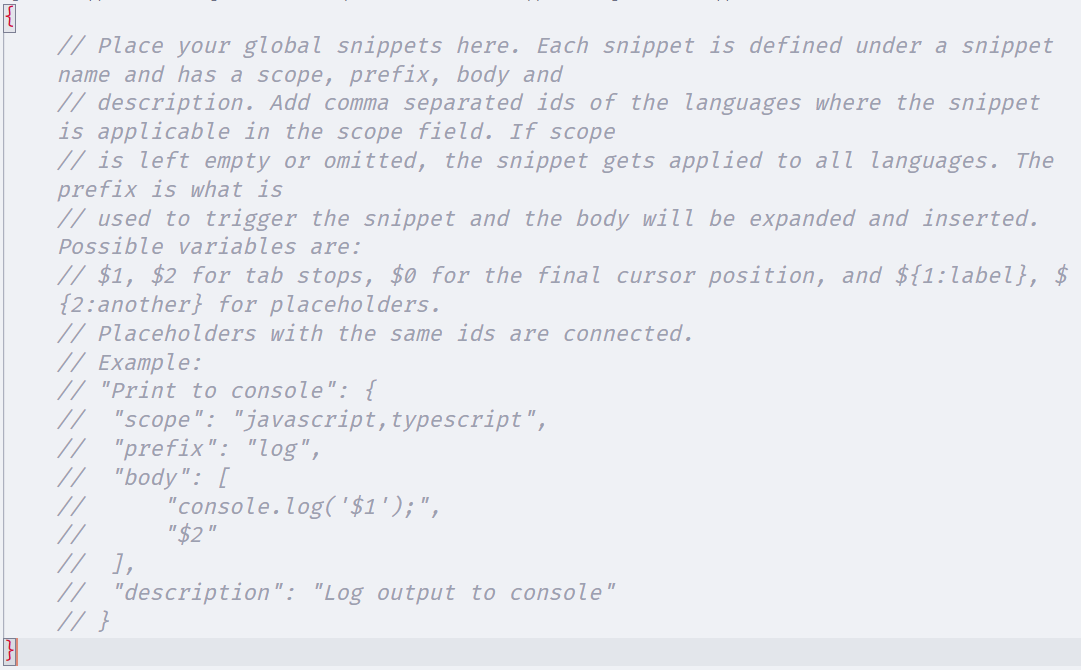 {
// Place your global snippets here. Each snippet is defined under a snippet
name and has a scope, prefix, body and
// description. Add comma separated ids of the languages where the snippet
is applicable in the scope field. If scope
// is left empty or omitted, the snippet gets applied to all languages. The
prefix is what is
// used to trigger the snippet and the body will be expanded and inserted.
Possible variables are:
// $1, $2 for tab stops, $0 for the final cursor position, and ${1:label}, $
{2:another} for placeholders.
// Placeholders with the same ids are connected.
// Example:
// "Print to console": {
//  "scope": "javascript,typescript",
//  "prefix": "log",
//  "body": [
//      "console.log('$1');",
//      "$2"
//  ],
//  "description": "Log output to console"
// }
}